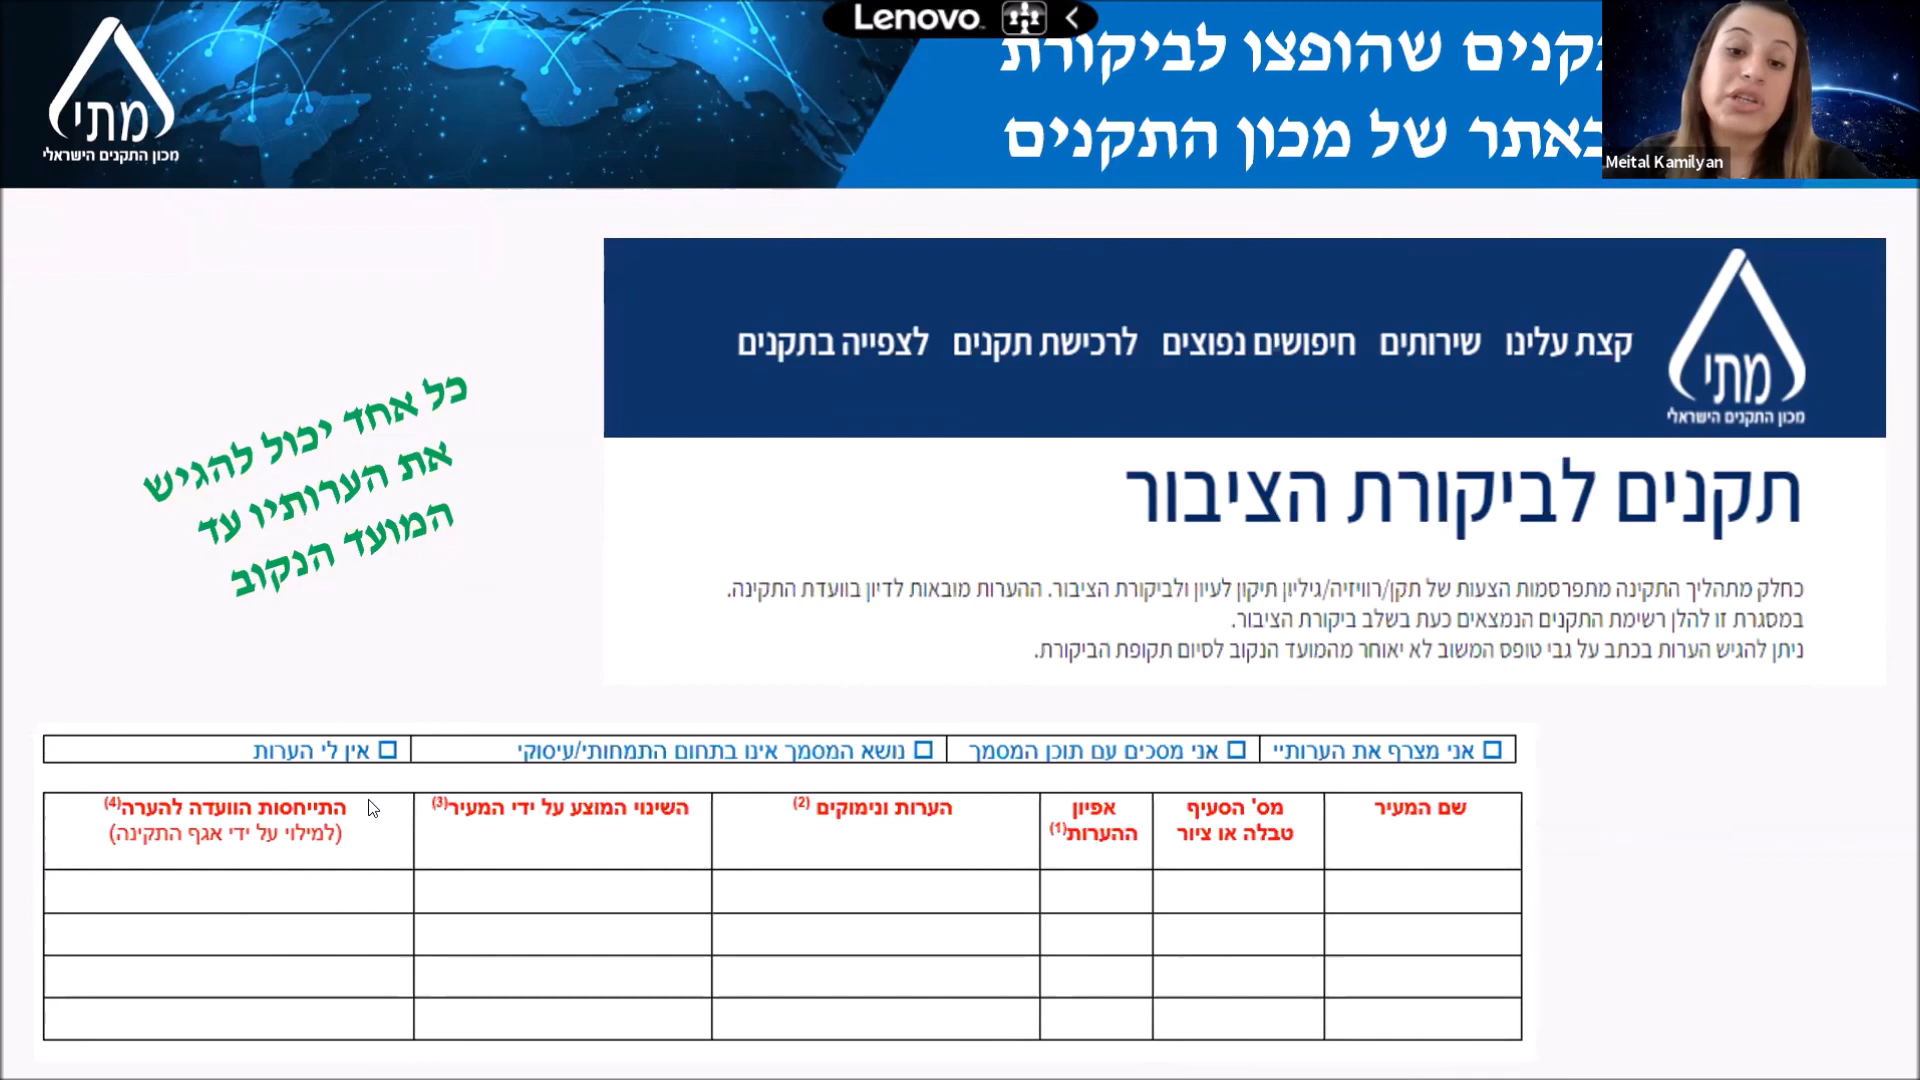 Lenovo
תקנים שהופצו לביקורת
באתר של מכון התקנים
מתי
מכון התקנים הישראלי
Meital Kamilyan
קצת עלינו שירותים חיפושים נפוצים לרכישת תקנים לצפייה בתקנים
מתי
מכון התקנים הישראלי
תקנים לביקורת הציבור
כחלק מתהליך התקינה מתפרסמות הצעות של תקן/רוויזיה/גיליון תיקון לעיון ולביקורת הציבור. ההערות מובאות לדיון בוועדת התקינה.
במסגרת זו להלן רשימת התקנים הנמצאים כעת בשלב ביקורת הציבור.
ניתן להגיש הערות בכתב על גבי טופס המשוב לא יאוחר מהמועד הנקוב לסיום תקופת הביקורת.
כל אחד יכול להגיש
את הערותיו עד
המועד הנקוב
אני מצרף את הערותיי אני מסכים עם תוכן המסמך נושא המסמך אינו בתחום התמחותי/עיסוקי אין לי הערות
שם המעיר
מס' הסעיף
טבלה או ציור
אפיון
ההערות(1)
הערות ונימוקים (2)
השינוי המוצע על ידי המעיר(3)
התייחסות הוועדה להערה(4)
(למילוי על ידי אגף התקינה)